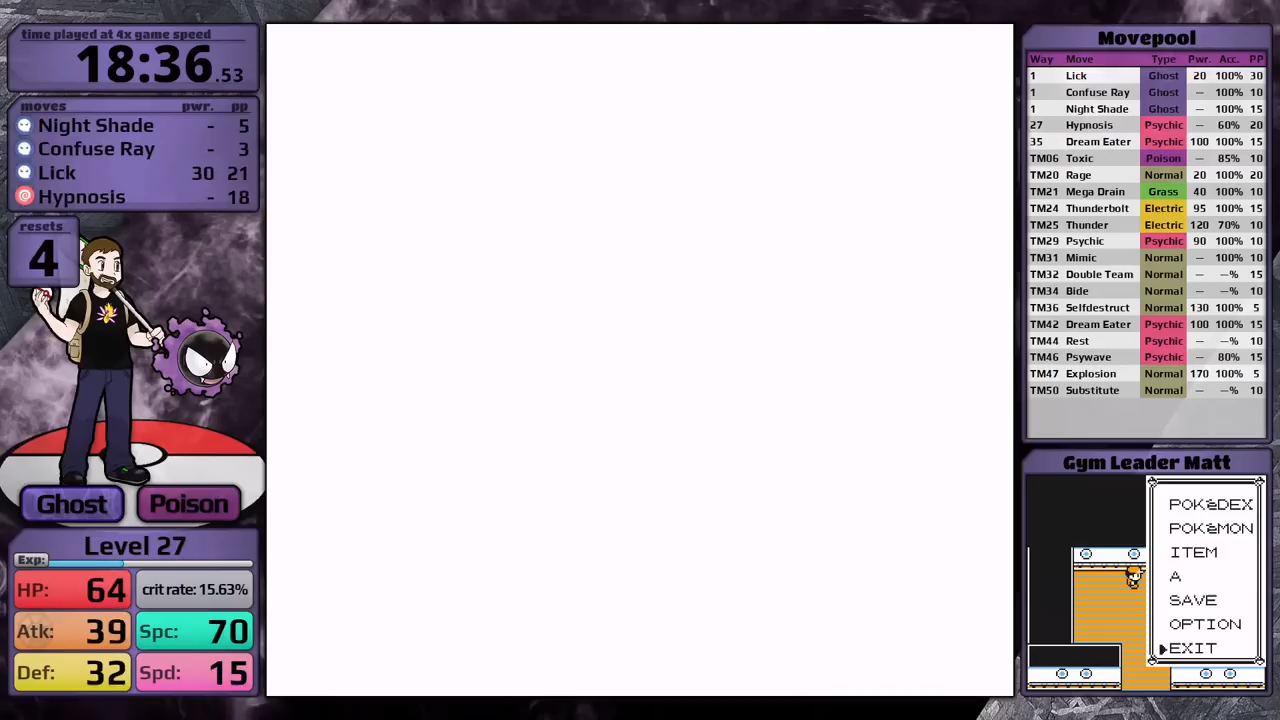 time played at 4x game speed
18:36.53
moves pwr. pp
Night Shade - 5
Confuse Ray - 3
Lick 30 21
Hypnosis - 18
resets
4
Ghost Poison
Level 27
Exp:
HP: 64 crit rate: 15.63%
Atk: 39 Spc: 70
Def: 32 Spd: 15
Movepool
Way Move Type Pwr. Acc. PP
1 Lick Ghost 20 100% 30
1 Confuse Ray Ghost — 100% 10
1 Night Shade Ghost — 100% 15
27 Hypnosis Psychic — 60% 20
35 Dream Eater Psychic 100 100% 15
TM06 Toxic Poison — 85% 10
TM20 Rage Normal 20 100% 20
TM21 Mega Drain Grass 40 100% 10
TM24 Thunderbolt Electric 95 100% 15
TM25 Thunder Electric 120 70% 10
TM29 Psychic Psychic 90 100% 10
TM31 Mimic Normal — 100% 10
TM32 Double Team Normal — —% 15
TM34 Bide Normal — —% 10
TM36 Selfdestruct Normal 130 100% 5
TM42 Dream Eater Psychic 100 100% 15
TM44 Rest Psychic — —% 10
TM46 Psywave Psychic — 80% 15
TM47 Explosion Normal 170 100% 5
TM50 Substitute Normal — —% 10
Gym Leader Matt
POKéDEX
POKéMON
ITEM
A
SAVE
OPTION
▶EXIT